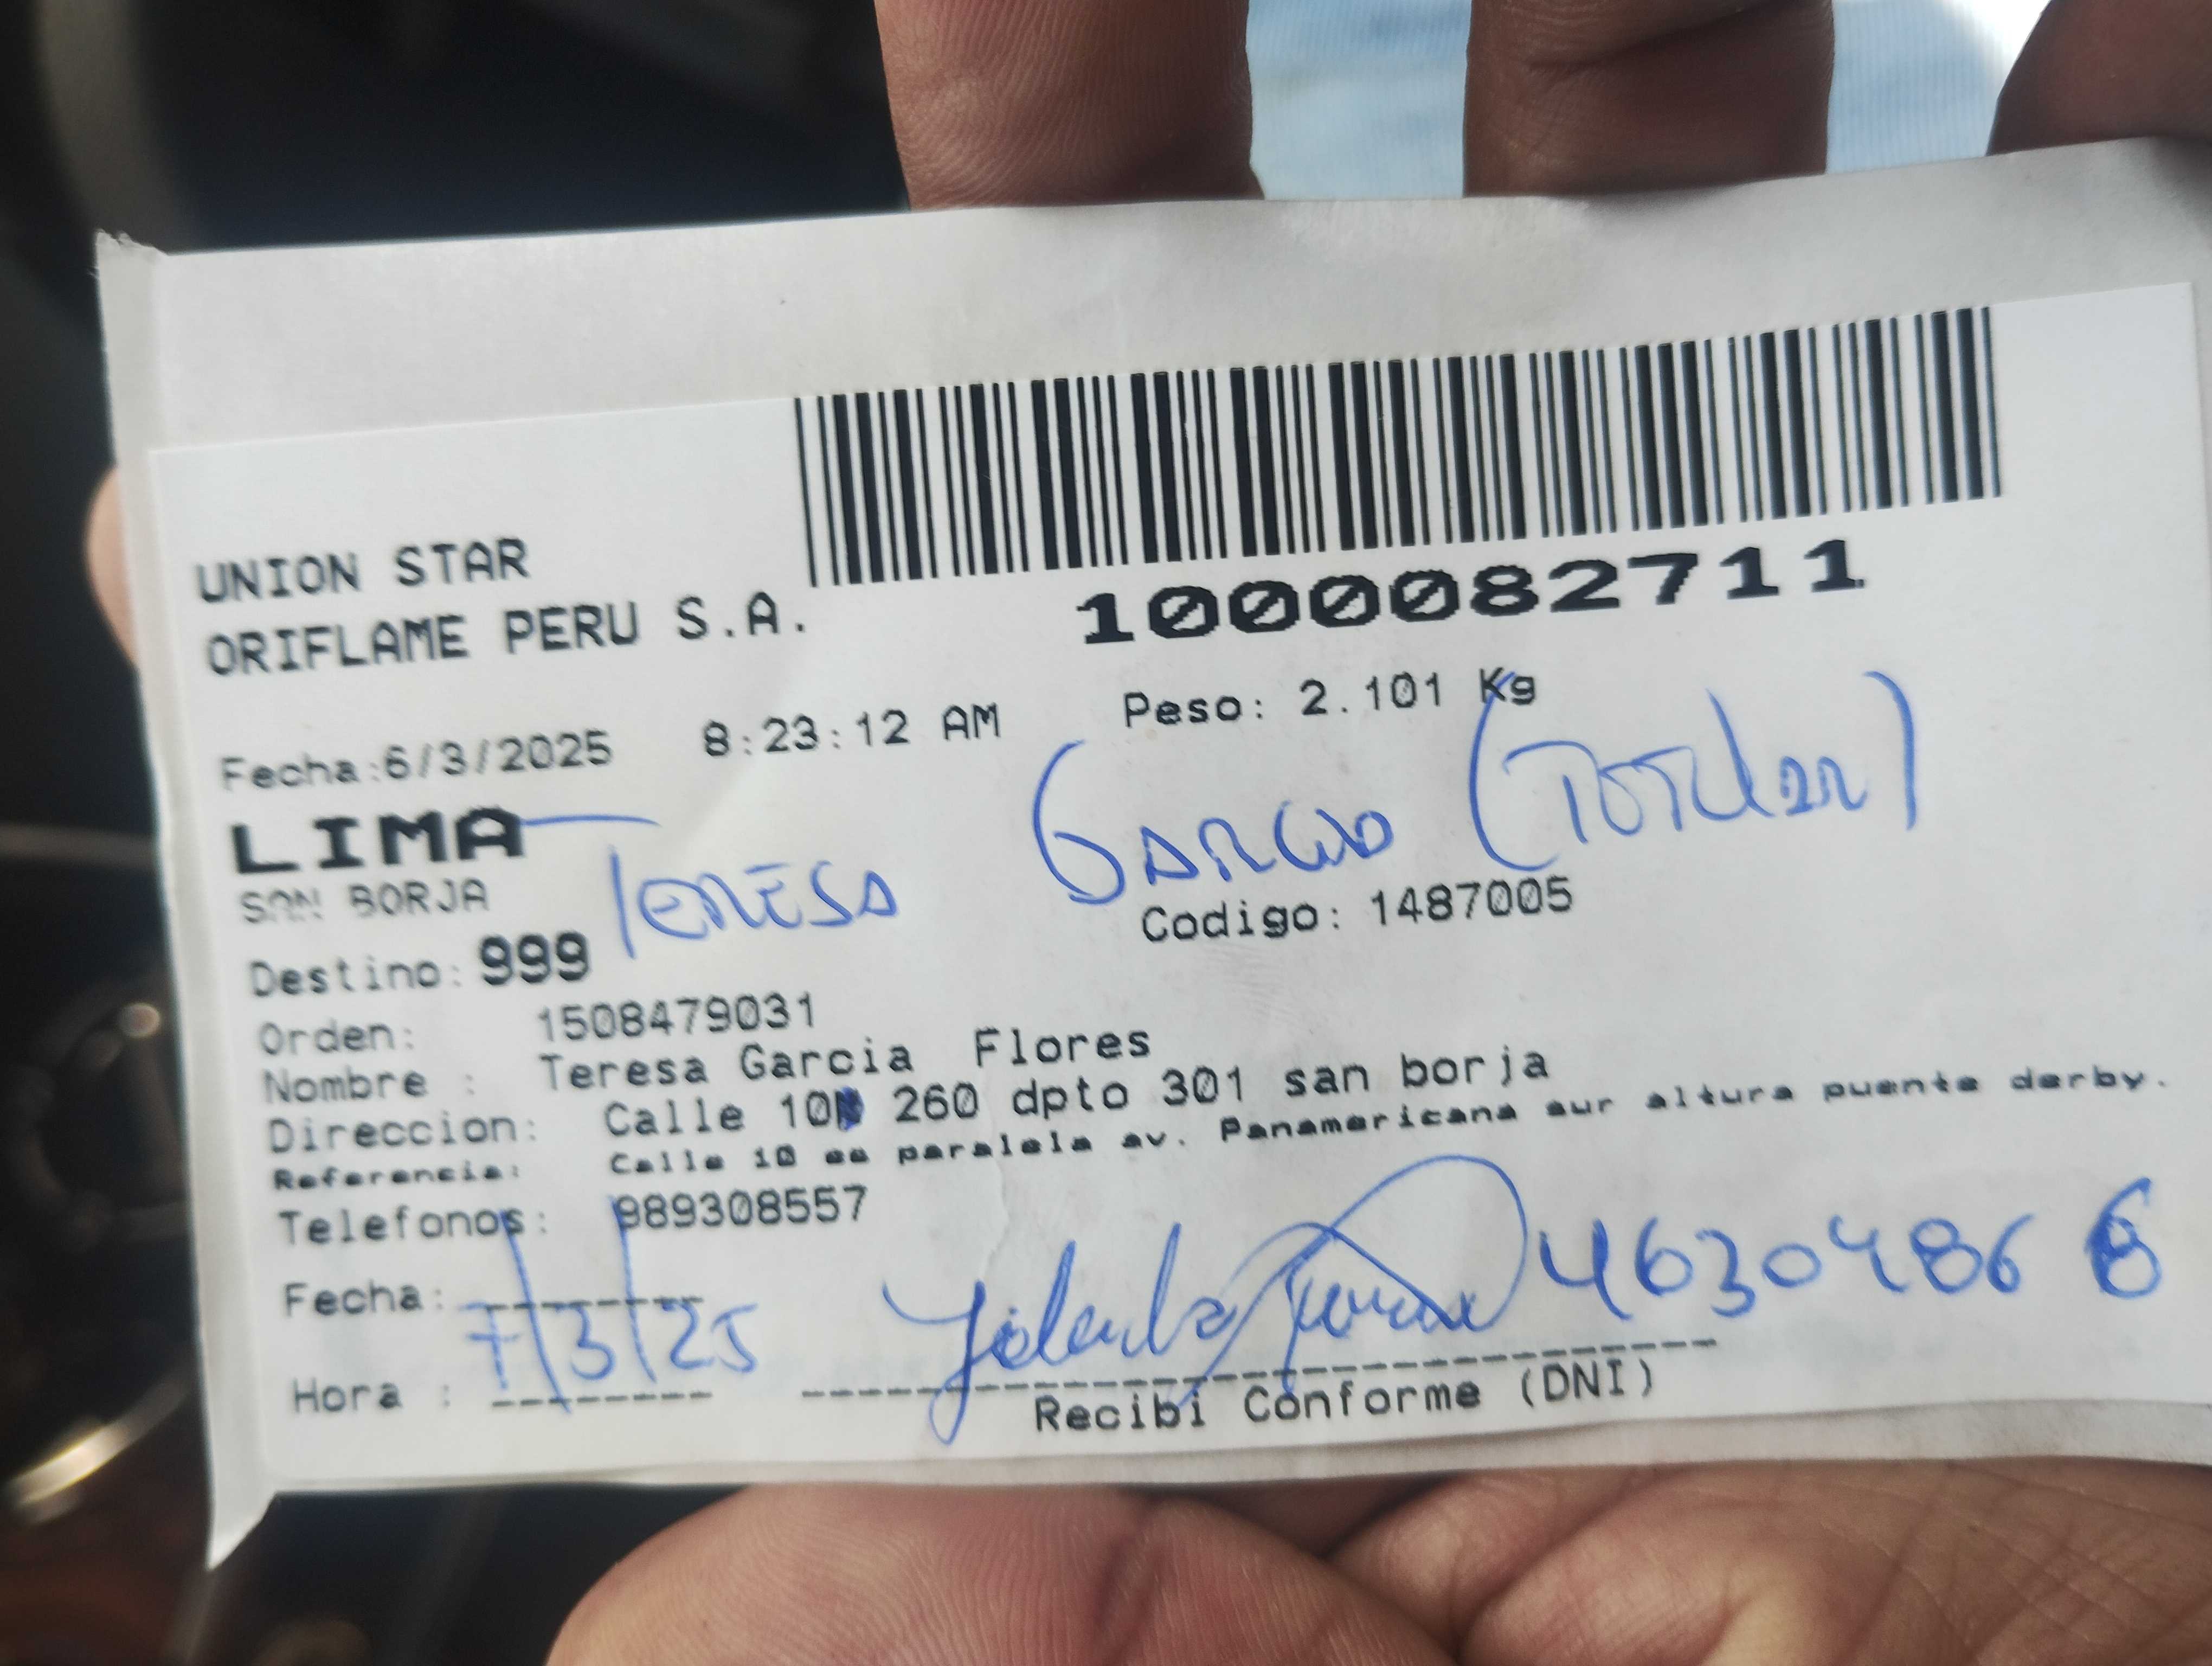 UNION STAR
ORIFLAME PERU S.A.
1000082711
Fecha:6/3/2025 8:23:12 AM Peso: 2.101 Kg
LIMA
SAN BORJA
Teresa Garcia (Titular)
Destino: 999 Codigo: 1487005
Orden: 1508479031
Nombre : Teresa Garcia Flores
Direccion: Calle 10 260 dpto 301 san borja
Referencia: Calle 10 es paralela av. Panamericana sur altura puente derby.
Telefonos: 989308557
Fecha:
7/3/25
46304866
Hora :
Recibi Conforme (DNI)